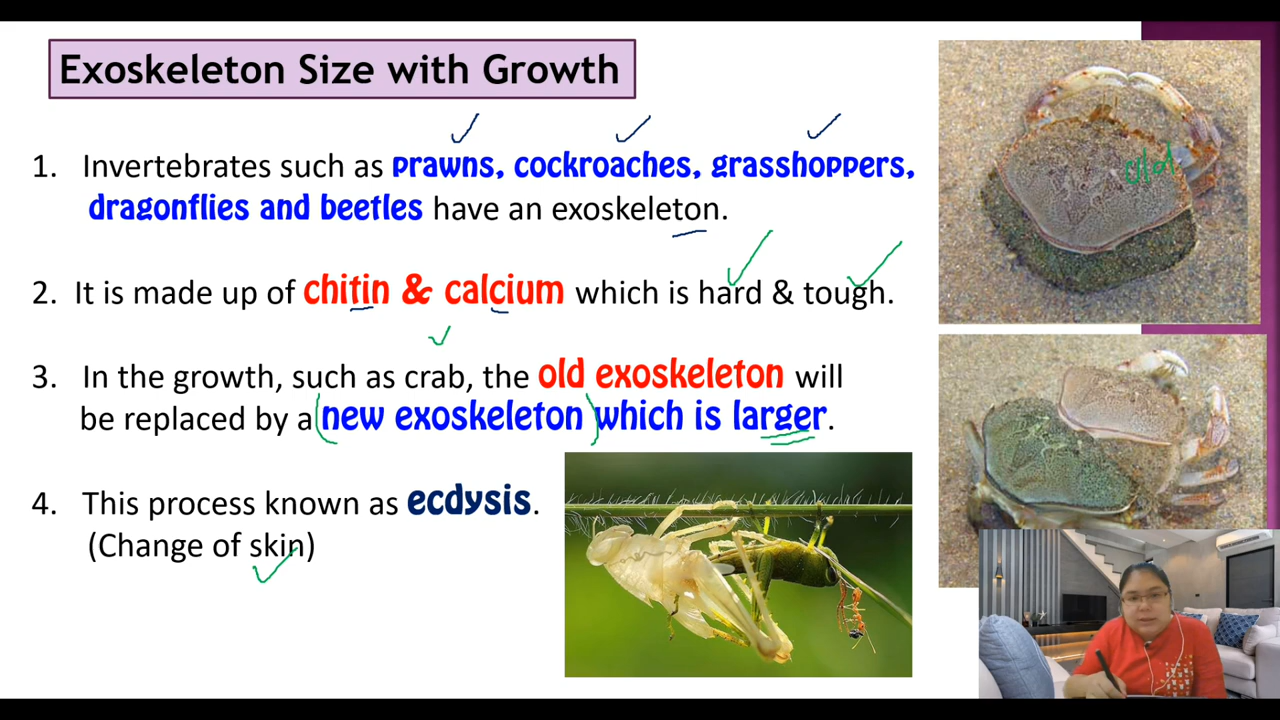 Exoskeleton Size with Growth
1. Invertebrates such as prawns, cockroaches, grasshoppers,
dragonflies and beetles have an exoskeleton.
2. It is made up of chitin & calcium which is hard & tough.
3. In the growth, such as crab, the old exoskeleton will
be replaced by a (new exoskeleton) which is larger.
4. This process known as ecdysis.
(Change of skin)
old